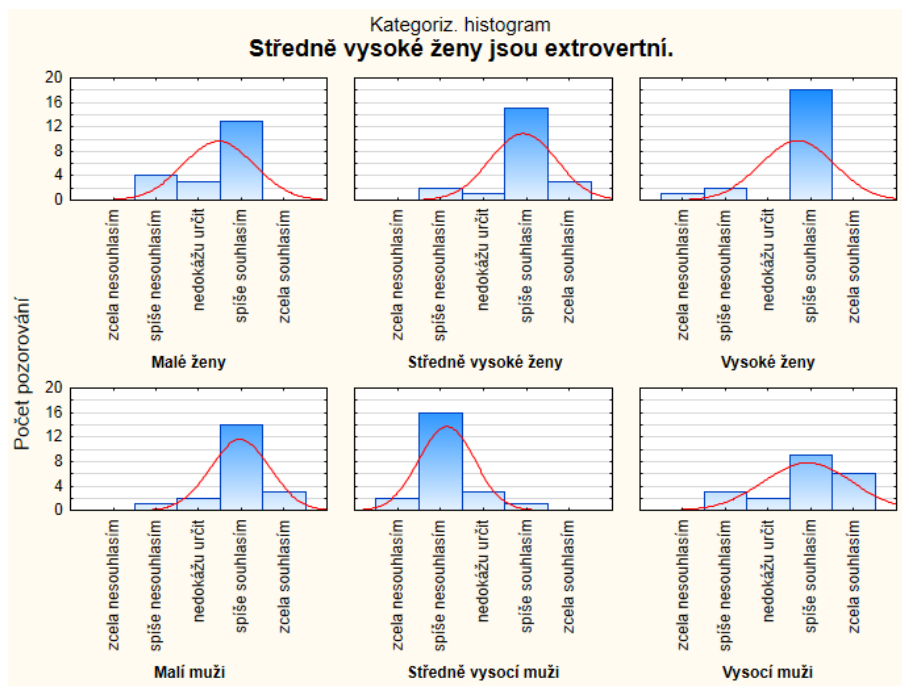 Kategoriz. histogram
Středně vysoké ženy jsou extrovertní.
Počet pozorování
20
16
12
8
4
0
zcela nesouhlasím
spíše nesouhlasím
nedokážu určit
spíše souhlasím
zcela souhlasím
Malé ženy
zcela nesouhlasím
spíše nesouhlasím
nedokážu určit
spíše souhlasím
zcela souhlasím
Středně vysoké ženy
zcela nesouhlasím
spíše nesouhlasím
nedokážu určit
spíše souhlasím
zcela souhlasím
Vysoké ženy
20
16
12
8
4
0
zcela nesouhlasím
spíše nesouhlasím
nedokážu určit
spíše souhlasím
zcela souhlasím
Malí muži
zcela nesouhlasím
spíše nesouhlasím
nedokážu určit
spíše souhlasím
zcela souhlasím
Středně vysocí muži
zcela nesouhlasím
spíše nesouhlasím
nedokážu určit
spíše souhlasím
zcela souhlasím
Vysocí muži